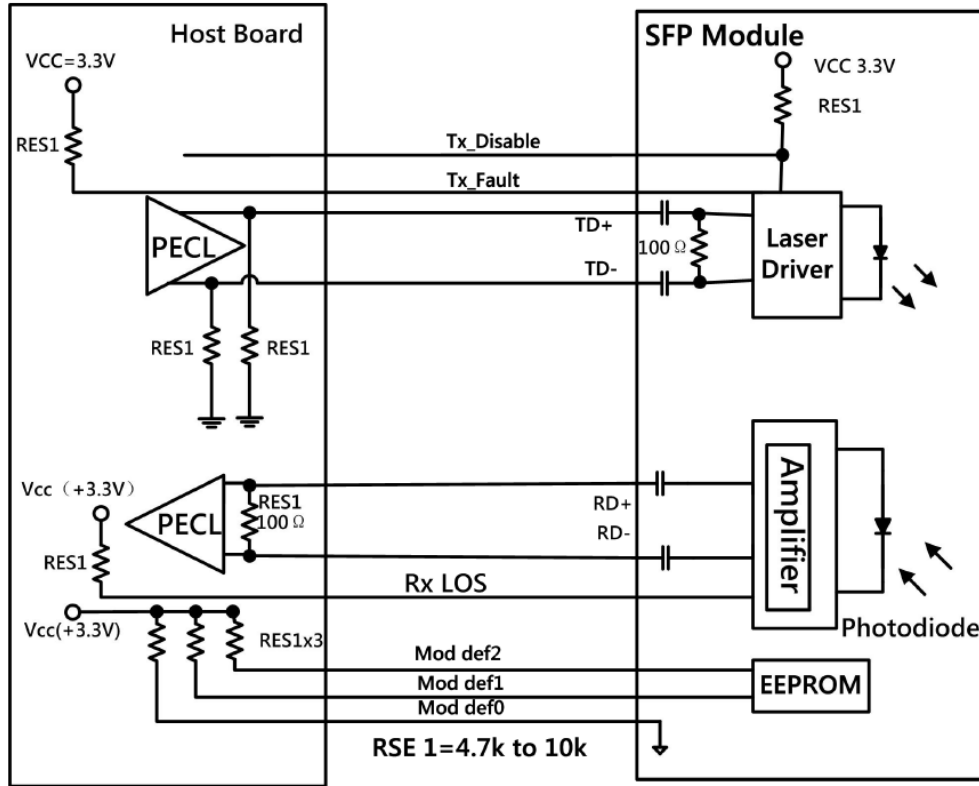 Host Board
SFP Module
VCC=3.3V
VCC 3.3V
RES1
RES1
Tx_Disable
Tx_Fault
PECL
TD+
100Ω
TD-
Laser
Driver
RES1
RES1
Vcc（+3.3V）
PECL
RES1
100Ω
RD+
RD-
Amplifier
RES1
Rx LOS
Vcc(+3.3V)
RES1x3
Photodiode
Mod def2
EEPROM
Mod def1
Mod def0
RSE 1=4.7k to 10k